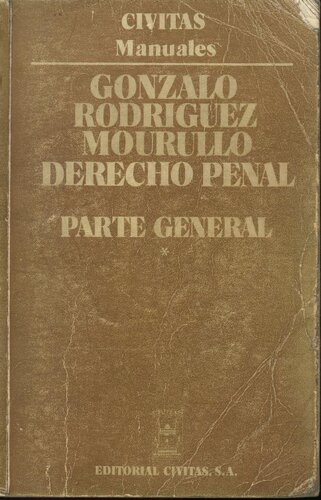 CIVITAS
Manuales
GONZALO
RODRIGUEZ
MOURULLO
DERECHO PENAL
PARTE GENERAL
*
EDITORIAL CIVITAS, S.A.